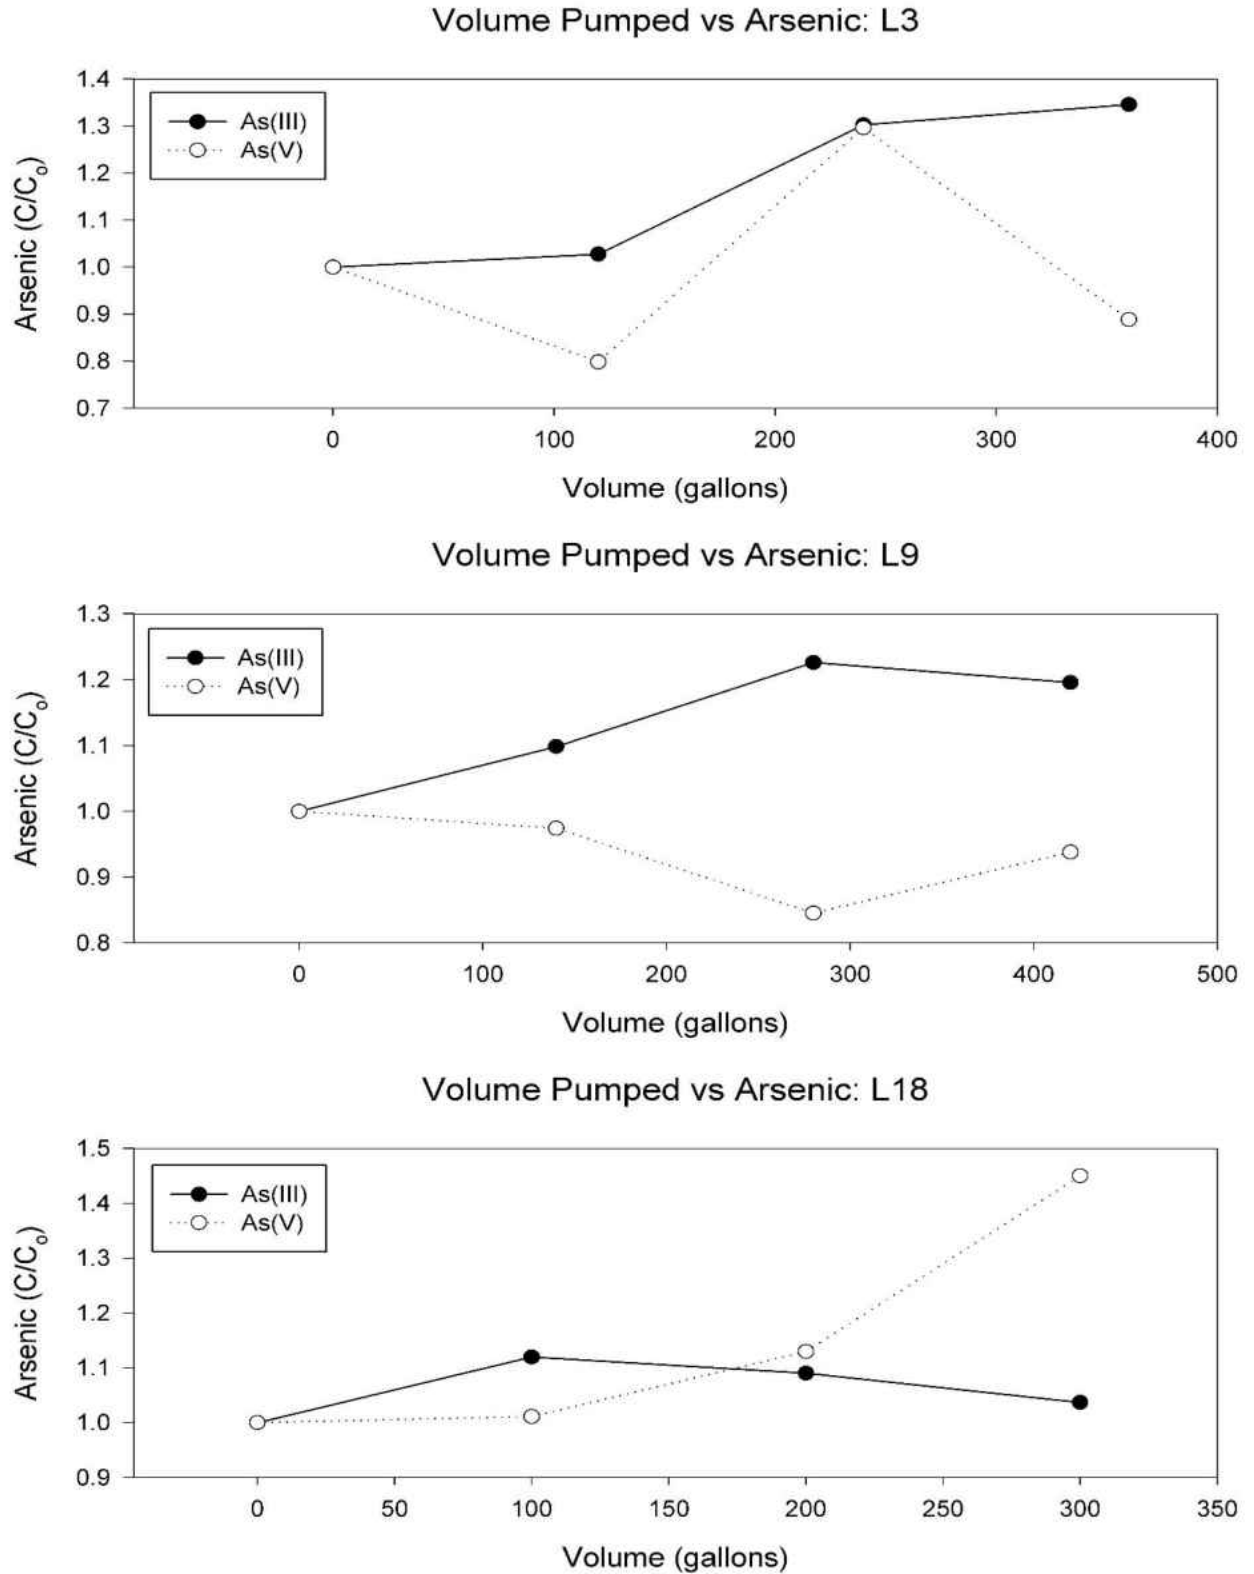 Volume Pumped vs Arsenic: L3
1.4
1.3
1.2
1.1
1.0
0.9
0.8
0.7
Arsenic (C/Co)
As(III)
As(V)
0 100 200 300 400
Volume (gallons)
Volume Pumped vs Arsenic: L9
1.3
1.2
1.1
1.0
0.9
0.8
Arsenic (C/Co)
As(III)
As(V)
0 100 200 300 400 500
Volume (gallons)
Volume Pumped vs Arsenic: L18
1.5
1.4
1.3
1.2
1.1
1.0
0.9
Arsenic (C/Co)
As(III)
As(V)
0 50 100 150 200 250 300 350
Volume (gallons)